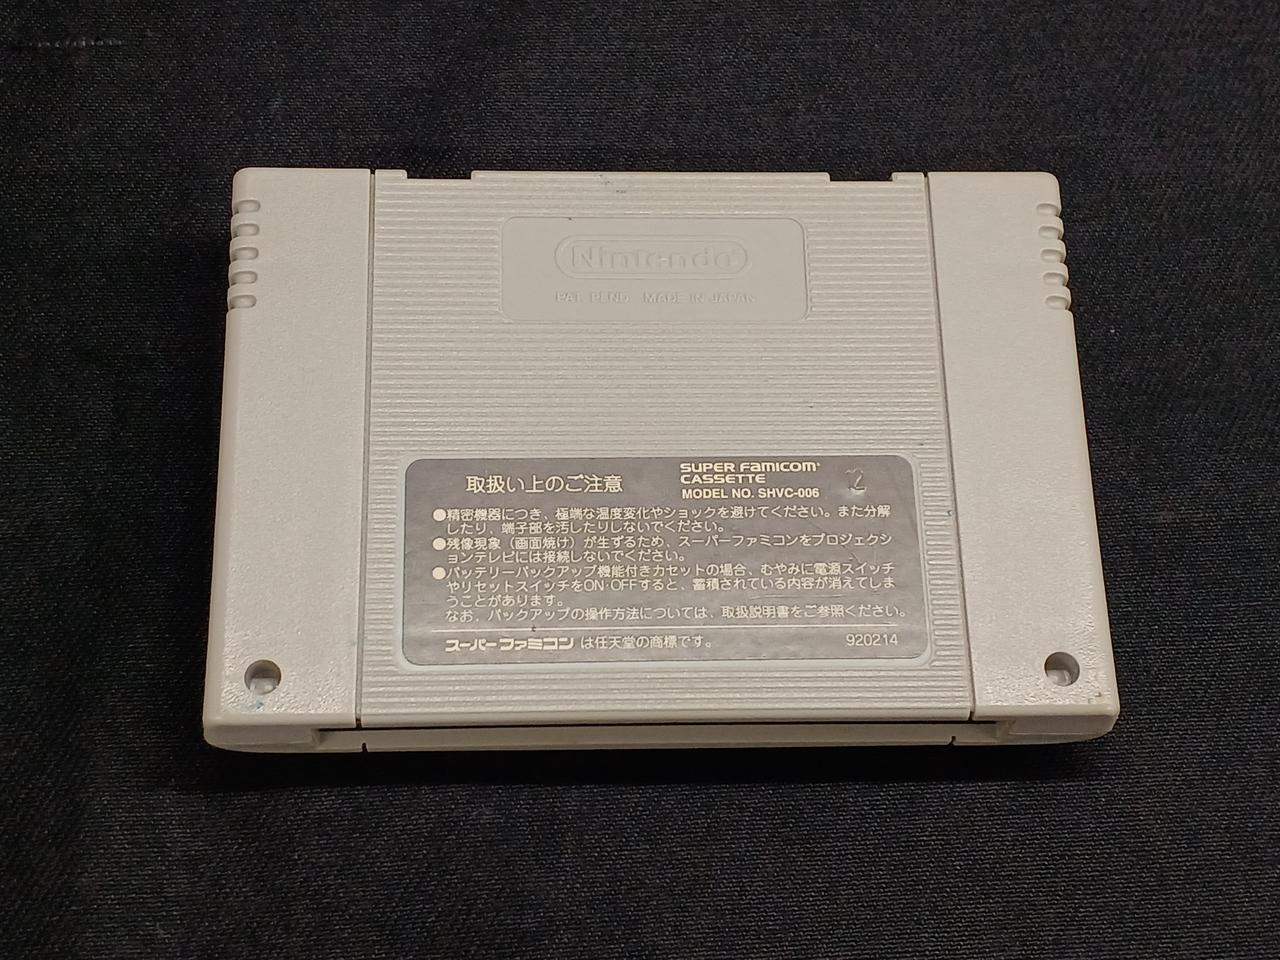 Nintendo
PAT. PEND. MADE IN JAPAN
取扱い上のご注意
SUPER FAMICOM
CASSETTE
MODEL NO. SHVC-006
2
●精密機器につき、極端な温度変化やショックを避けてください。また分解
したり、端子部を汚したりしないでください。
●残像現象（画面焼け）が生ずるため、スーパーファミコンをプロジェクシ
ョンテレビには接続しないでください。
●バッテリーバックアップ機能付きカセットの場合、むやみに電源スイッチ
やリセットスイッチをON・OFFすると、蓄積されている内容が消えてしま
うことがあります。
なお、バックアップの操作方法については、取扱説明書をご参照ください。
スーパーファミコン は任天堂の商標です。
920214